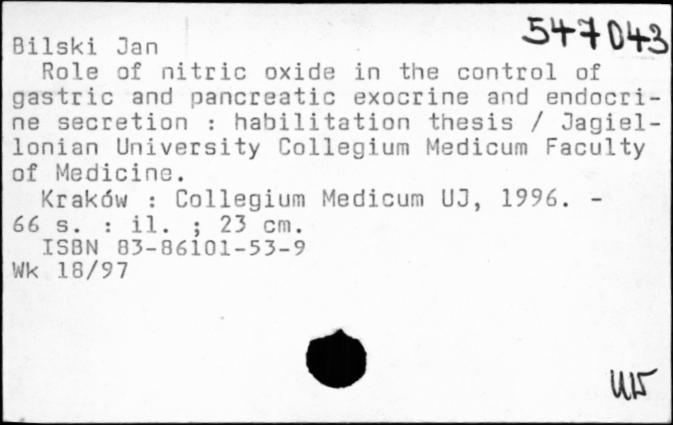 547043
Bilski Jan
Role of nitric oxide in the control of
gastric and pancreatic exocrine and endocri-
ne secretion : habilitation thesis / Jagiel-
lonian University Collegium Medicum Faculty
of Medicine.
Kraków : Collegium Medicum UJ, 1996. -
66 s. : il. ; 23 cm.
ISBN 83-86101-53-9
Wk 18/97